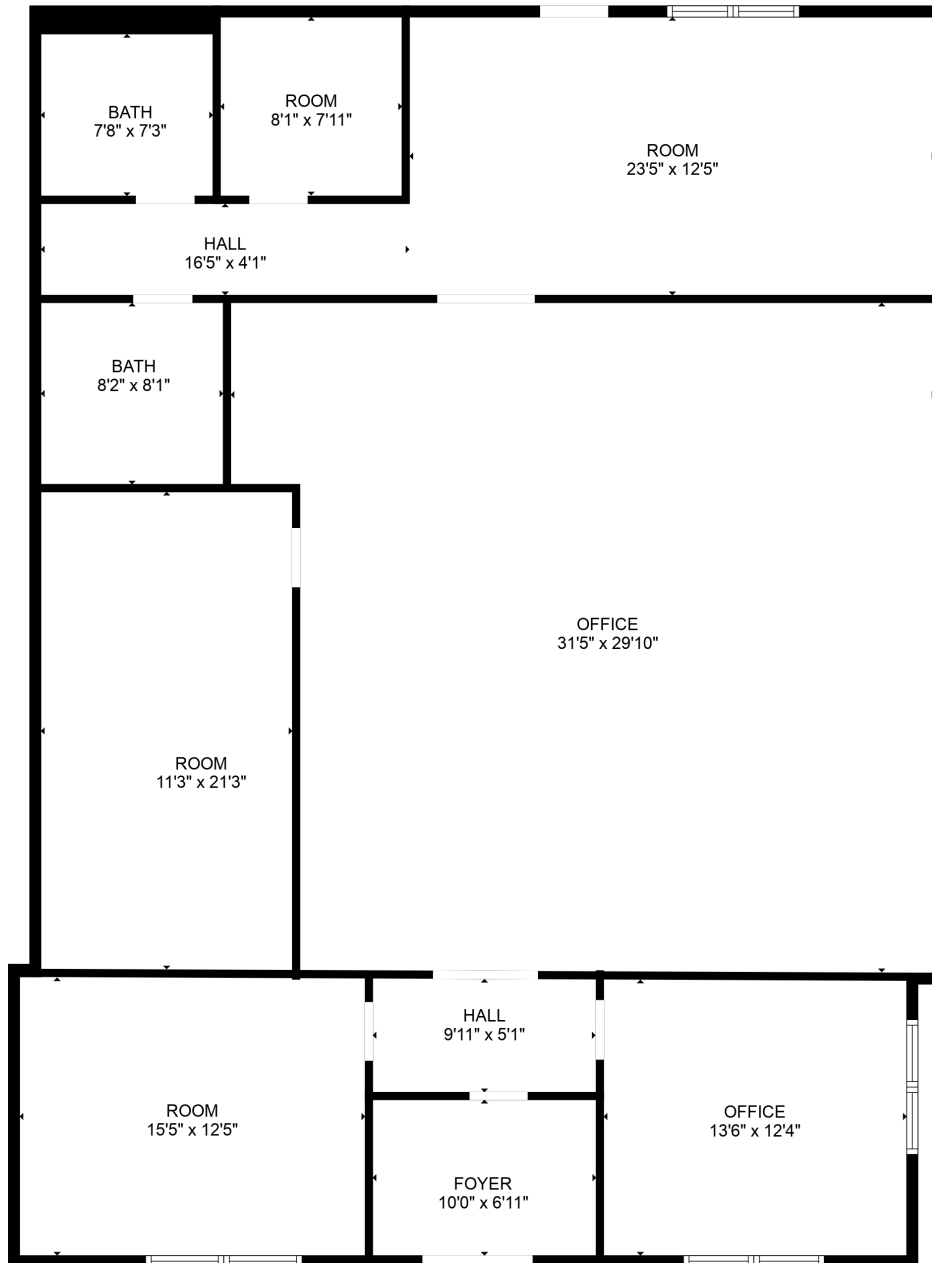 BATH
7'8" x 7'3"
ROOM
8'1" x 7'11"
ROOM
23'5" x 12'5"
HALL
16'5" x 4'1"
BATH
8'2" x 8'1"
OFFICE
31'5" x 29'10"
ROOM
11'3" x 21'3"
HALL
9'11" x 5'1"
ROOM
15'5" x 12'5"
OFFICE
13'6" x 12'4"
FOYER
10'0" x 6'11"